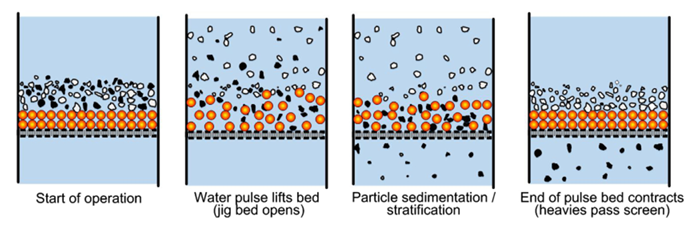 Start of operation
Water pulse lifts bed
(jig bed opens)
Particle sedimentation /
stratification
End of pulse bed contracts
(heavies pass screen)